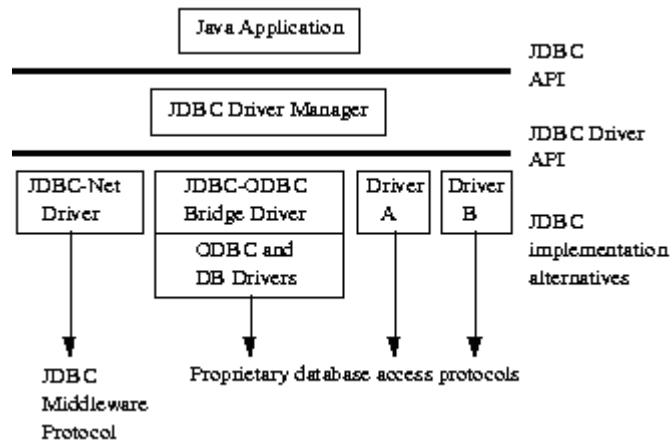 Java Application
JDBC
API
JDBC Driver Manager
JDBC Driver
API
JDBC-Net
Driver
JDBC-ODBC
Bridge Driver
ODBC and
DB Drivers
Driver
A
Driver
B
JDBC
implementation
alternatives
JDBC
Middleware
Protocol
Proprietary database access protocols